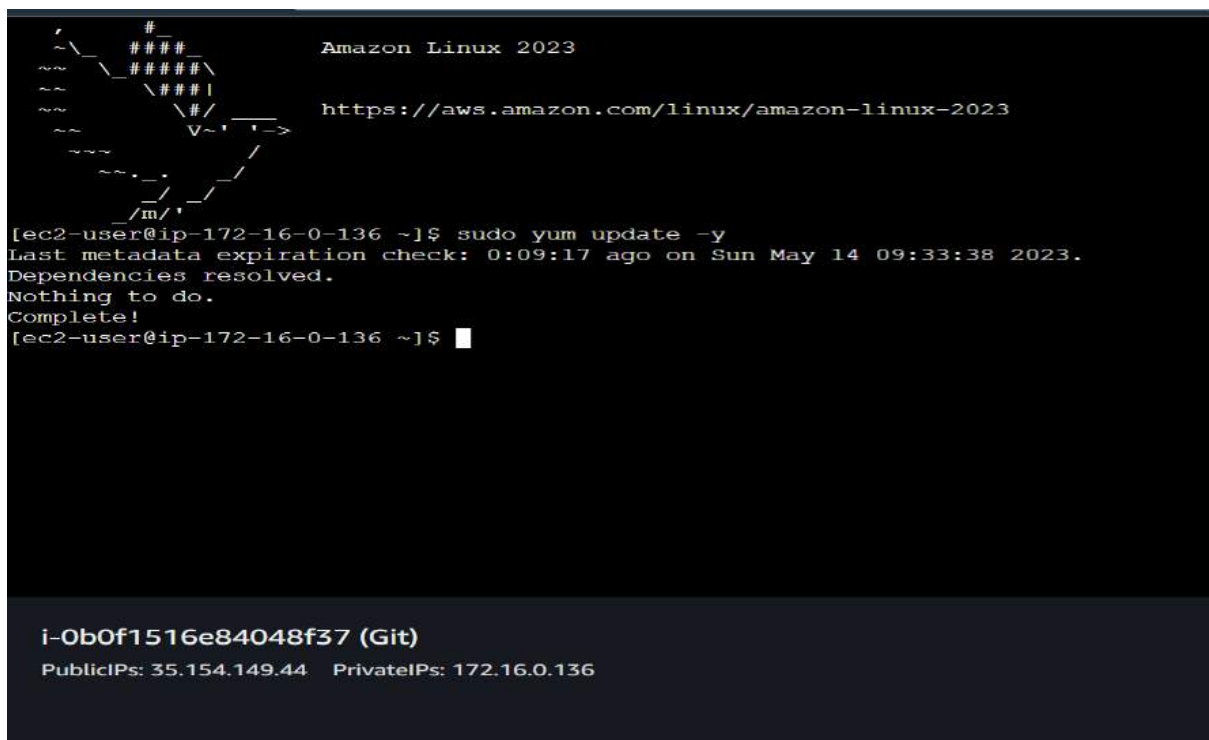 ,     #_
   ~\_  ####_        Amazon Linux 2023
  ~~  \_#####\
  ~~     \###|
  ~~       \#/ ___   https://aws.amazon.com/linux/amazon-linux-2023
   ~~       V~' '->
    ~~~         /
      ~~._.   _/
         _/ _/
       _/m/'
[ec2-user@ip-172-16-0-136 ~]$ sudo yum update -y
Last metadata expiration check: 0:09:17 ago on Sun May 14 09:33:38 2023.
Dependencies resolved.
Nothing to do.
Complete!
[ec2-user@ip-172-16-0-136 ~]$
i-0b0f1516e84048f37 (Git)
PublicIPs: 35.154.149.44 PrivateIPs: 172.16.0.136